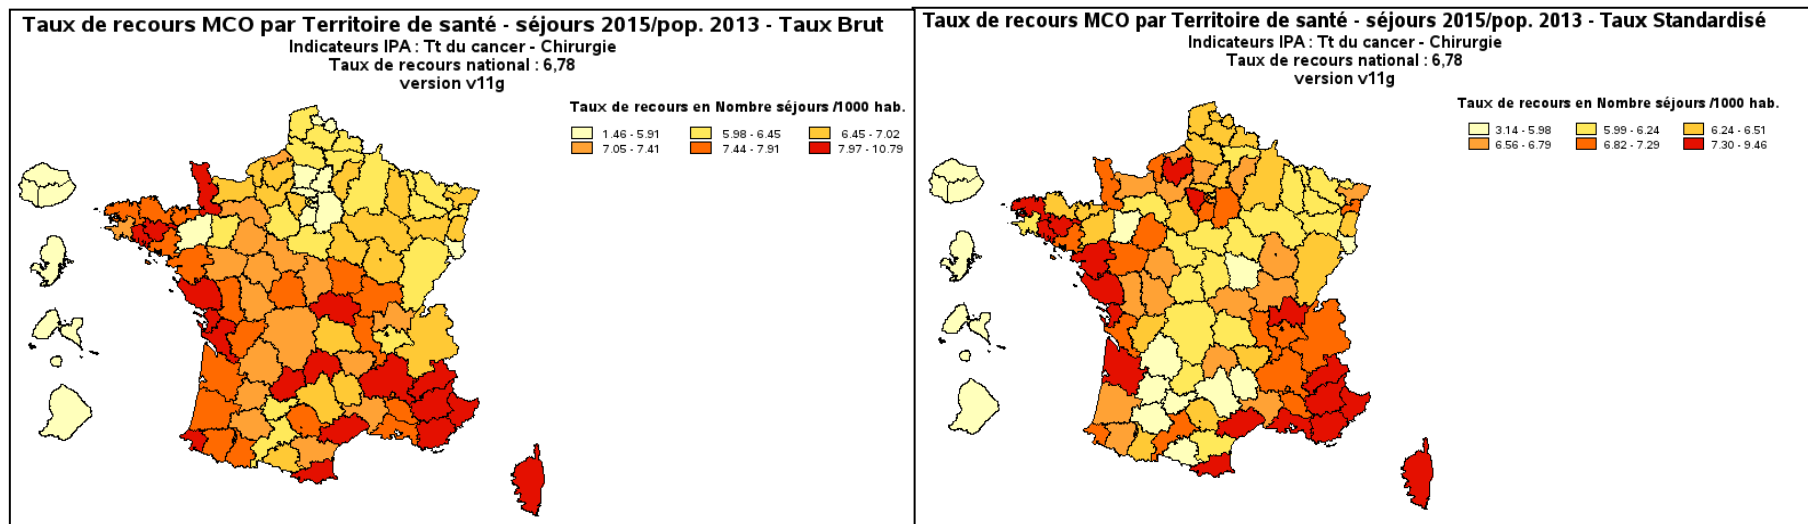 Taux de recours MCO par Territoire de santé - séjours 2015/pop. 2013 - Taux Brut
Indicateurs IPA : Tt du cancer - Chirurgie
Taux de recours national : 6,78
version v11g
Taux de recours en Nombre séjours /1000 hab.
1.46 - 5.91 5.98 - 6.45 6.45 - 7.02
7.05 - 7.41 7.44 - 7.91 7.97 - 10.79
Taux de recours MCO par Territoire de santé - séjours 2015/pop. 2013 - Taux Standardisé
Indicateurs IPA : Tt du cancer - Chirurgie
Taux de recours national : 6,78
version v11g
Taux de recours en Nombre séjours /1000 hab.
3.14 - 5.98 5.99 - 6.24 6.24 - 6.51
6.56 - 6.79 6.82 - 7.29 7.30 - 9.46